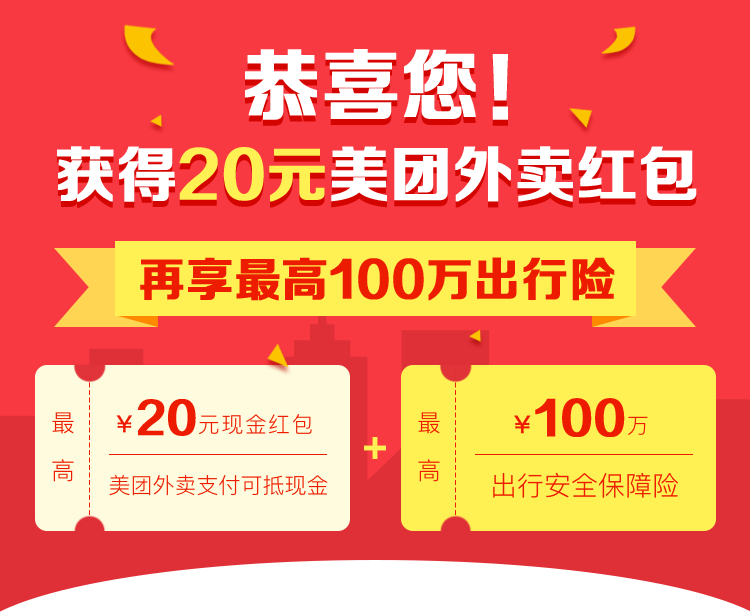 恭喜您！
获得20元美团外卖红包
再享最高100万出行险
最高
¥20元现金红包
美团外卖支付可抵现金
+
最高
¥100万
出行安全保障险